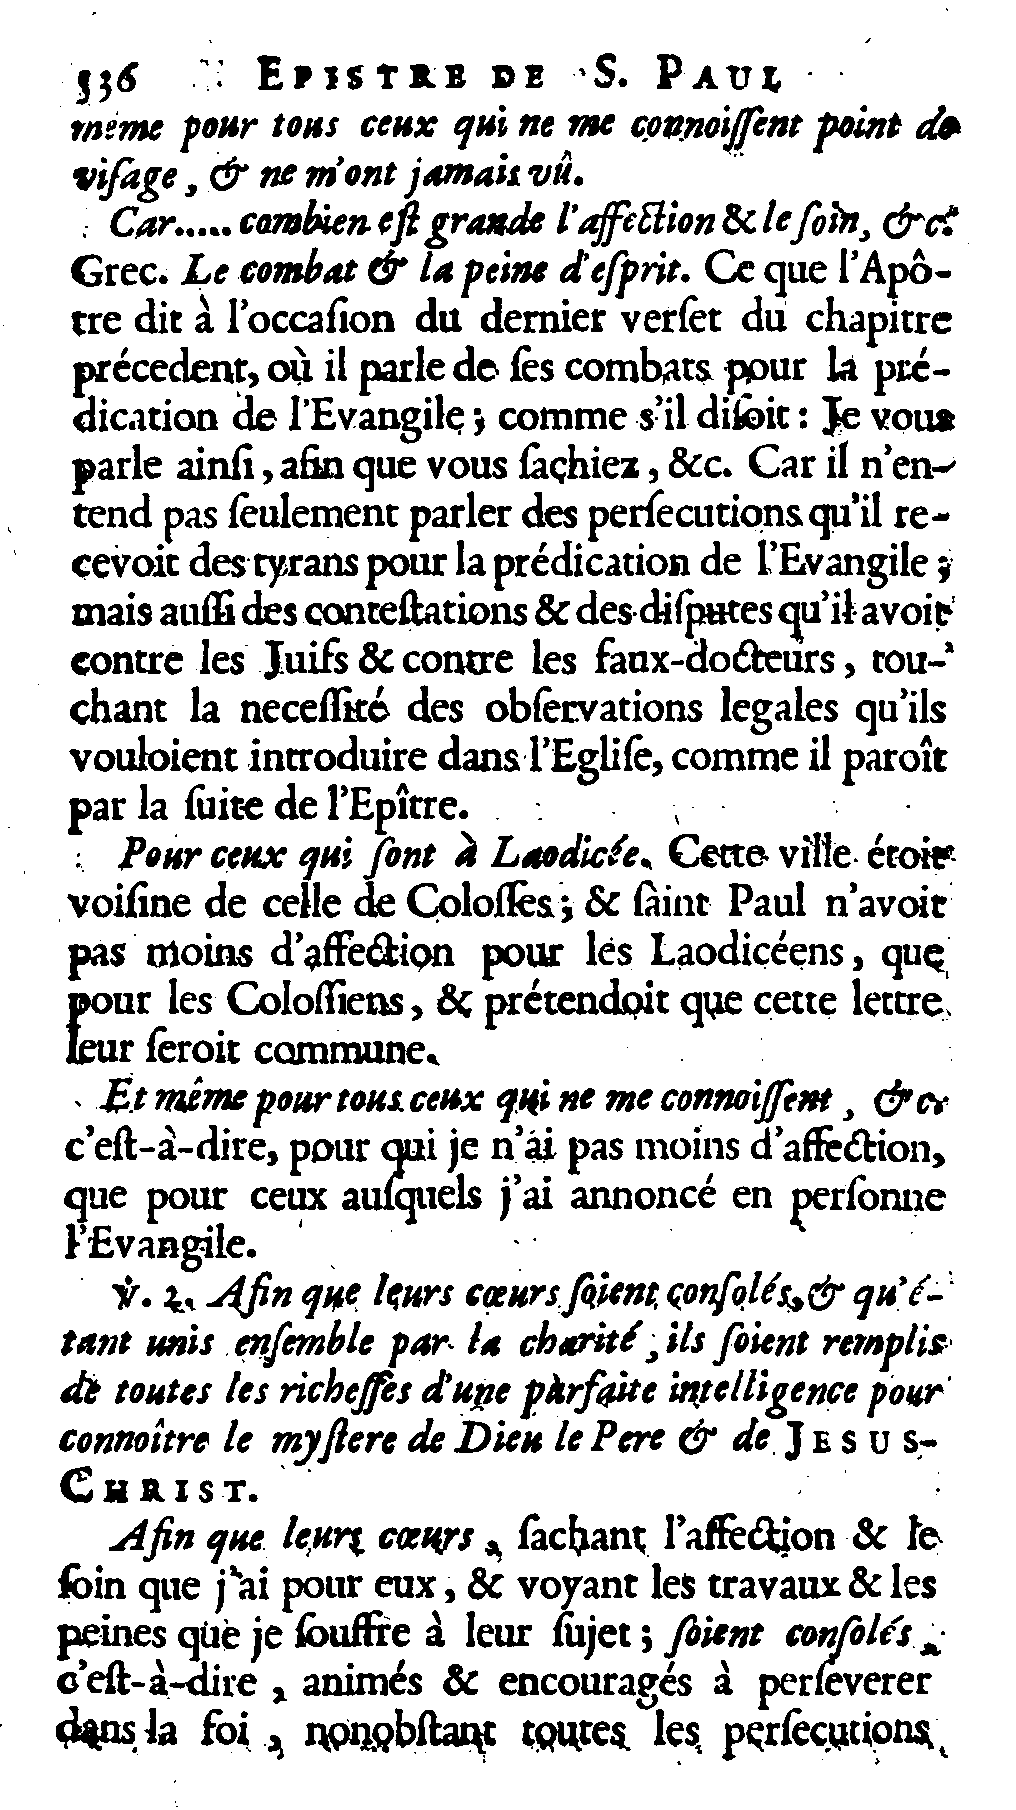 536 EPISTRE DE S. PAUL
même pour tous ceux qui ne me connoiſſent point de
viſage, & ne m'ont jamais vû.
Car..... combien eſt grande l'affection & le ſoin, &c.
Grec. Le combat & la peine d'eſprit. Ce que l'Apô-
tre dit à l'occaſion du dernier verſet du chapitre
précedent, où il parle de ſes combats pour la pré-
dication de l'Evangile ; comme s'il diſoit : Je vous
parle ainſi, afin que vous ſachiez, &c. Car il n'en-
tend pas ſeulement parler des perſecutions qu'il re-
cevoit des tyrans pour la prédication de l'Evangile ;
mais auſſi des conteſtations & des diſputes qu'il avoit
contre les Juifs & contre les faux-docteurs, tou-
chant la neceſſité des obſervations legales qu'ils
vouloient introduire dans l'Egliſe, comme il paroît
par la ſuite de l'Epître.
Pour ceux qui ſont à Laodicée. Cette ville étoit
voiſine de celle de Coloſſes ; & ſaint Paul n'avoit
pas moins d'affection pour les Laodicéens, que
pour les Coloſſiens, & prétendoit que cette lettre
leur ſeroit commune.
Et même pour tous ceux qui ne me connoiſſent, &c.
c'eſt-à-dire, pour qui je n'ai pas moins d'affection,
que pour ceux auſquels j'ai annoncé en perſonne
l'Evangile.
℣. 2. Afin que leurs cœurs ſoient conſolés, & qu'é-
tant unis enſemble par la charité, ils ſoient remplis
de toutes les richeſſes d'une parfaite intelligence pour
connoître le myſtere de Dieu le Pere & de JESUS-
CHRIST.
Afin que leurs cœurs, ſachant l'affection & le
ſoin que j'ai pour eux, & voyant les travaux & les
peines que je ſouffre à leur ſujet ; ſoient conſolés,
c'eſt-à-dire, animés & encouragés à perſeverer
dans la foi, nonobſtant toutes les perſecutions,